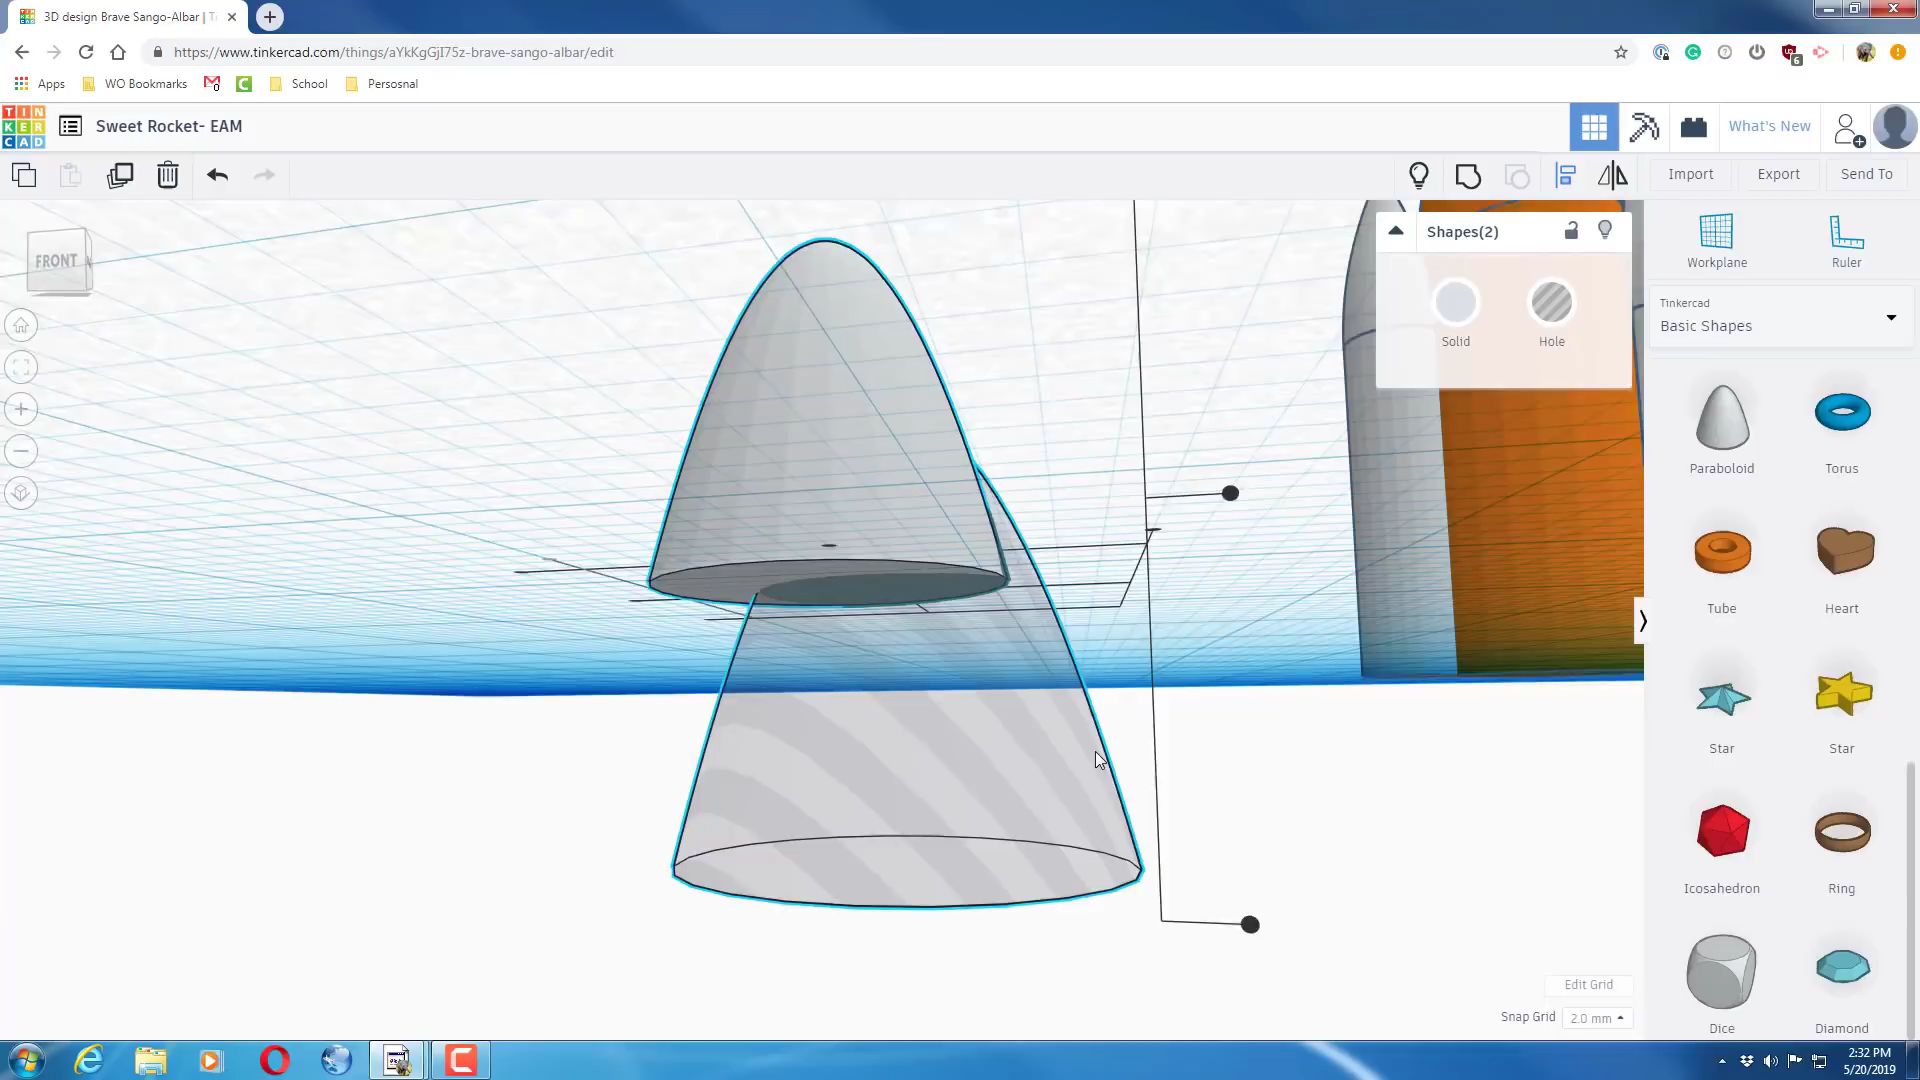 3D design Brave Sango-Albar | T
https://www.tinkercad.com/things/aYkKgGjI75z-brave-sango-albar/edit
6
Apps
WO Bookmarks
0
School
Persosnal
TIN
KER
CAD
Sweet Rocket- EAM
What's New
Import
Export
Send To
FRONT
Shapes(2)
Solid
Hole
Workplane
Ruler
Tinkercad
Basic Shapes
Paraboloid
Torus
Tube
Heart
Star
Star
Icosahedron
Ring
Dice
Diamond
Edit Grid
Snap Grid
2.0 mm
2:32 PM
5/20/2019